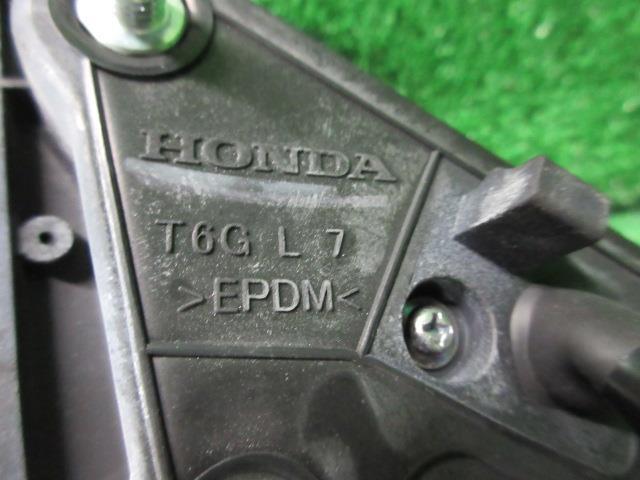 HONDA
T6G L 7
>EPDM<